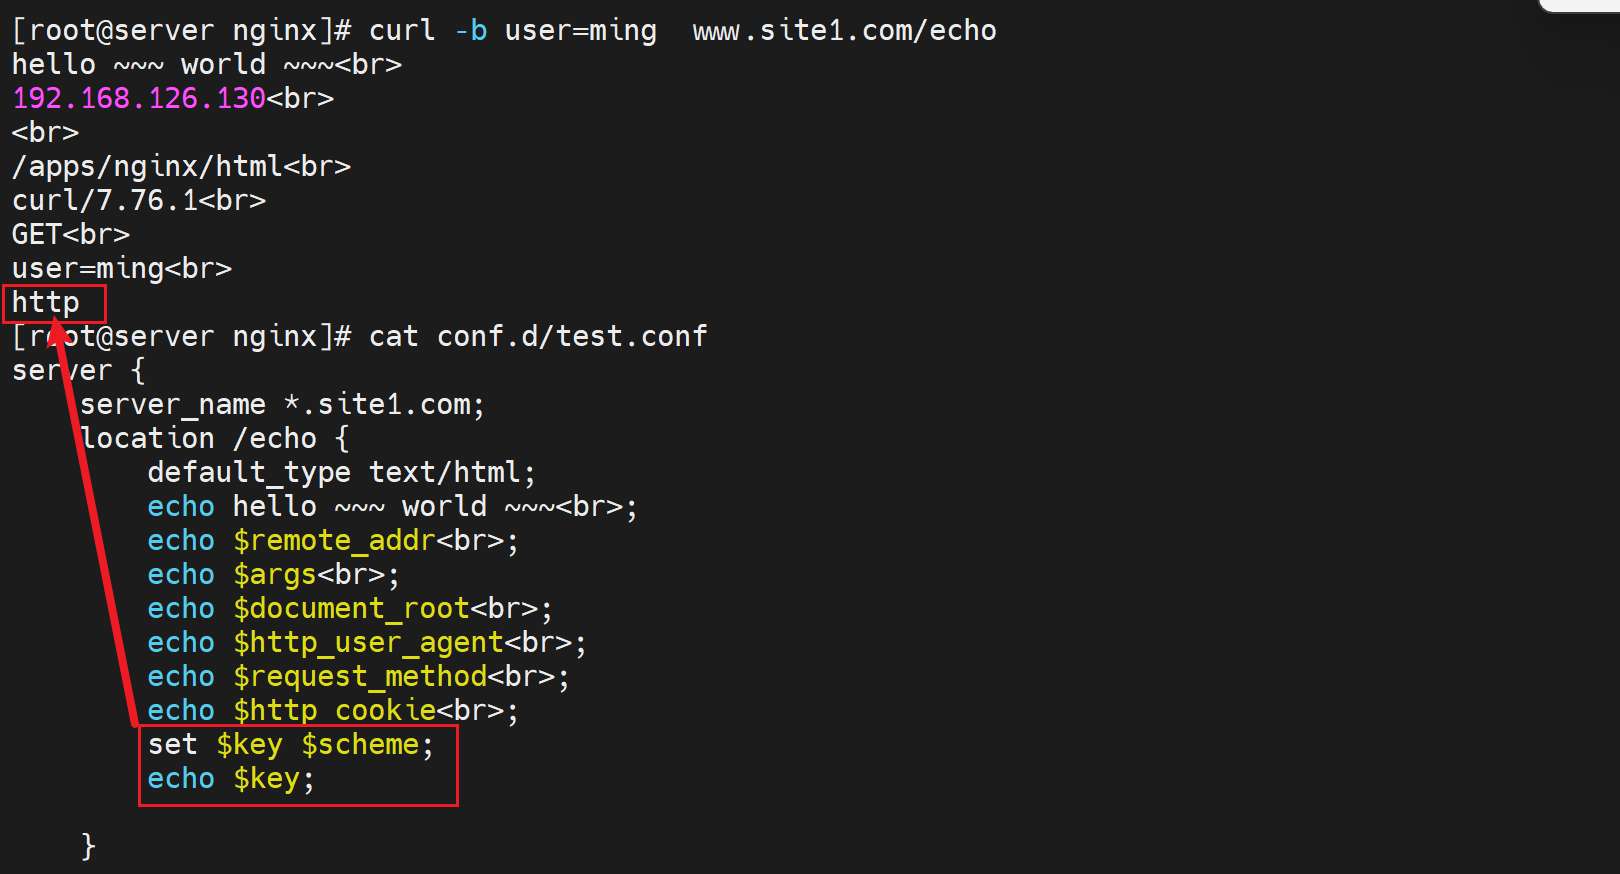 [root@server nginx]# curl -b user=ming  www.site1.com/echo
hello ~~~ world ~~~<br>
192.168.126.130<br>
<br>
/apps/nginx/html<br>
curl/7.76.1<br>
GET<br>
user=ming<br>
http
[root@server nginx]# cat conf.d/test.conf
server {
    server_name *.site1.com;
    location /echo {
        default_type text/html;
        echo hello ~~~ world ~~~<br>;
        echo $remote_addr<br>;
        echo $args<br>;
        echo $document_root<br>;
        echo $http_user_agent<br>;
        echo $request_method<br>;
        echo $http_cookie<br>;
        set $key $scheme;
        echo $key;
    }